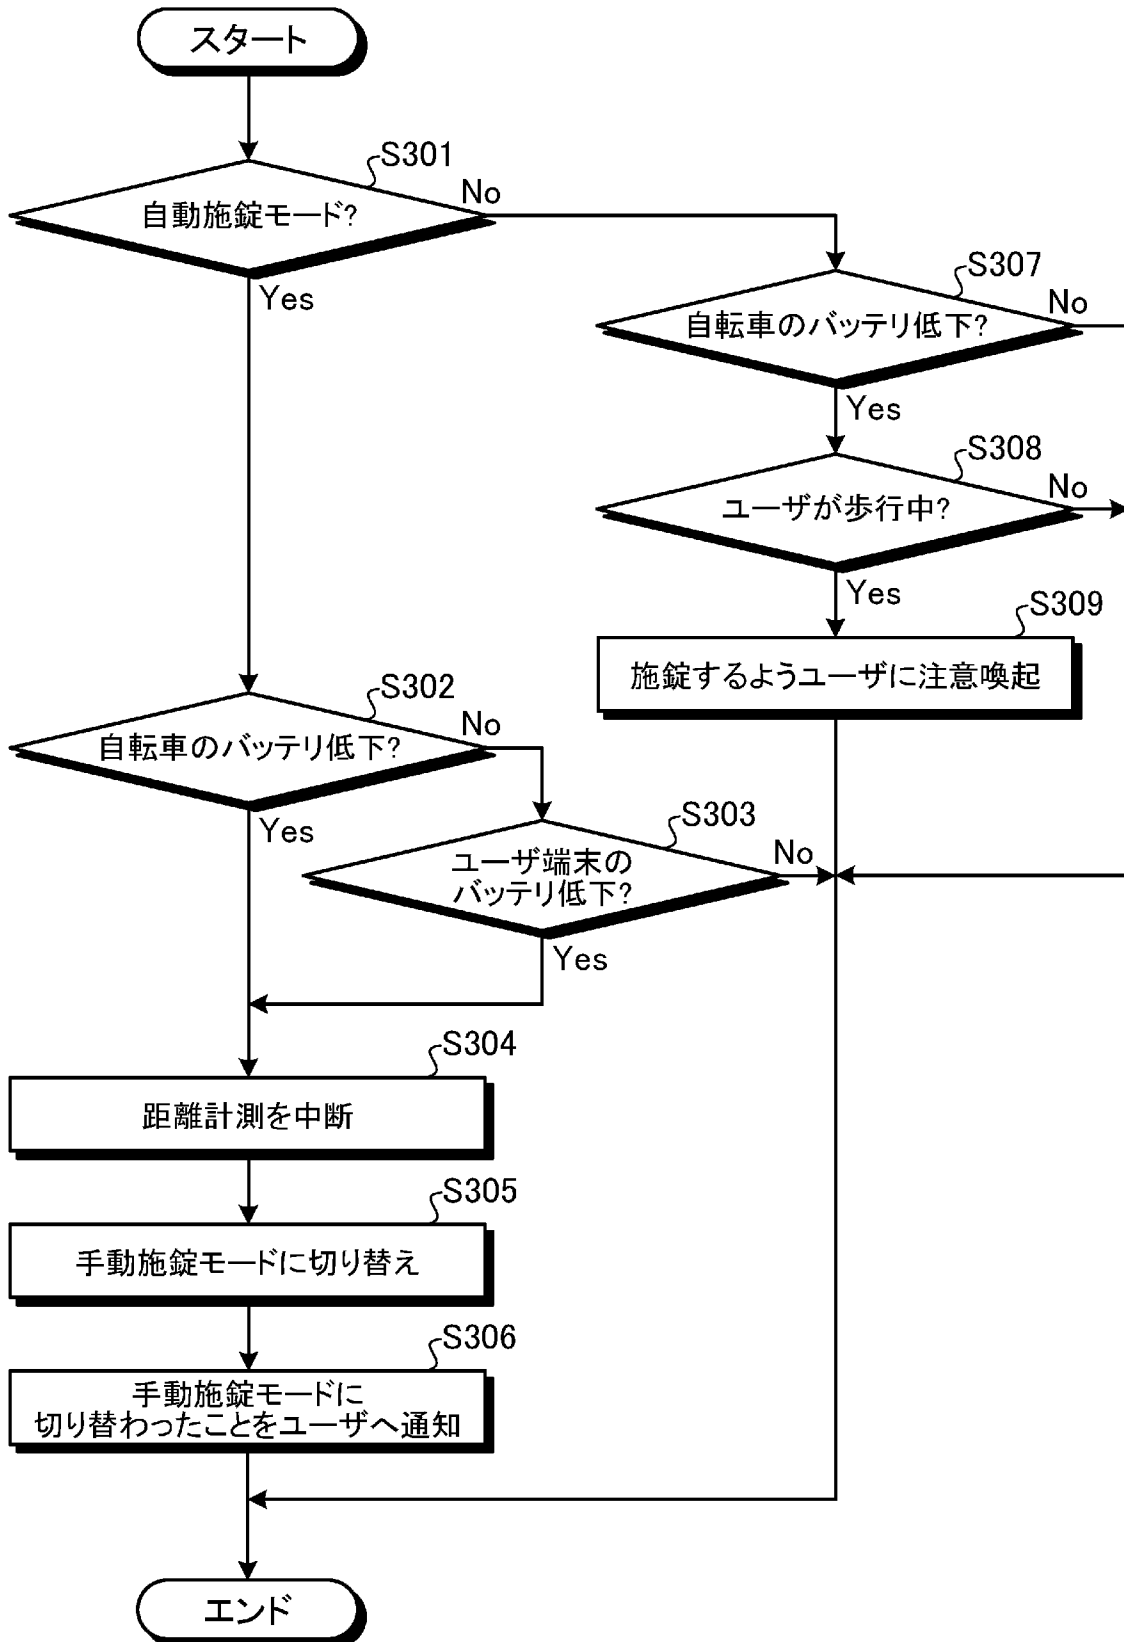 スタート
S301
自動施錠モード?
No
Yes
S307
自転車のバッテリ低下?
No
Yes
S308
ユーザが歩行中?
No
Yes
S309
施錠するようユーザに注意喚起
S302
自転車のバッテリ低下?
No
Yes
S303
ユーザ端末の
バッテリ低下?
No
Yes
S304
距離計測を中断
S305
手動施錠モードに切り替え
S306
手動施錠モードに
切り替わったことをユーザへ通知
エンド